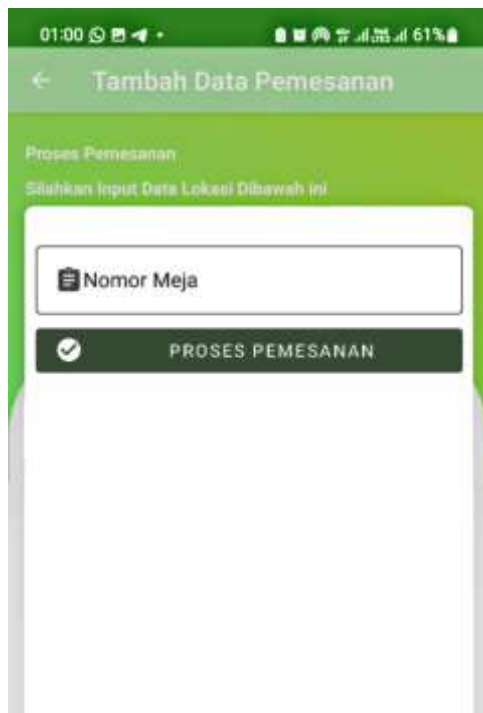 01:00 61%
Tambah Data Pemesanan
Proses Pemesanan
Silahkan Input Data Lokasi Dibawah ini
Nomor Meja
PROSES PEMESANAN